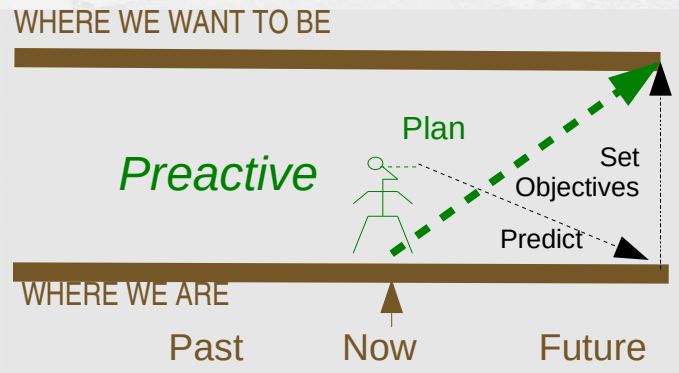 WHERE WE WANT TO BE
Plan
Preactive
Set
Objectives
Predict
WHERE WE ARE
Past Now Future